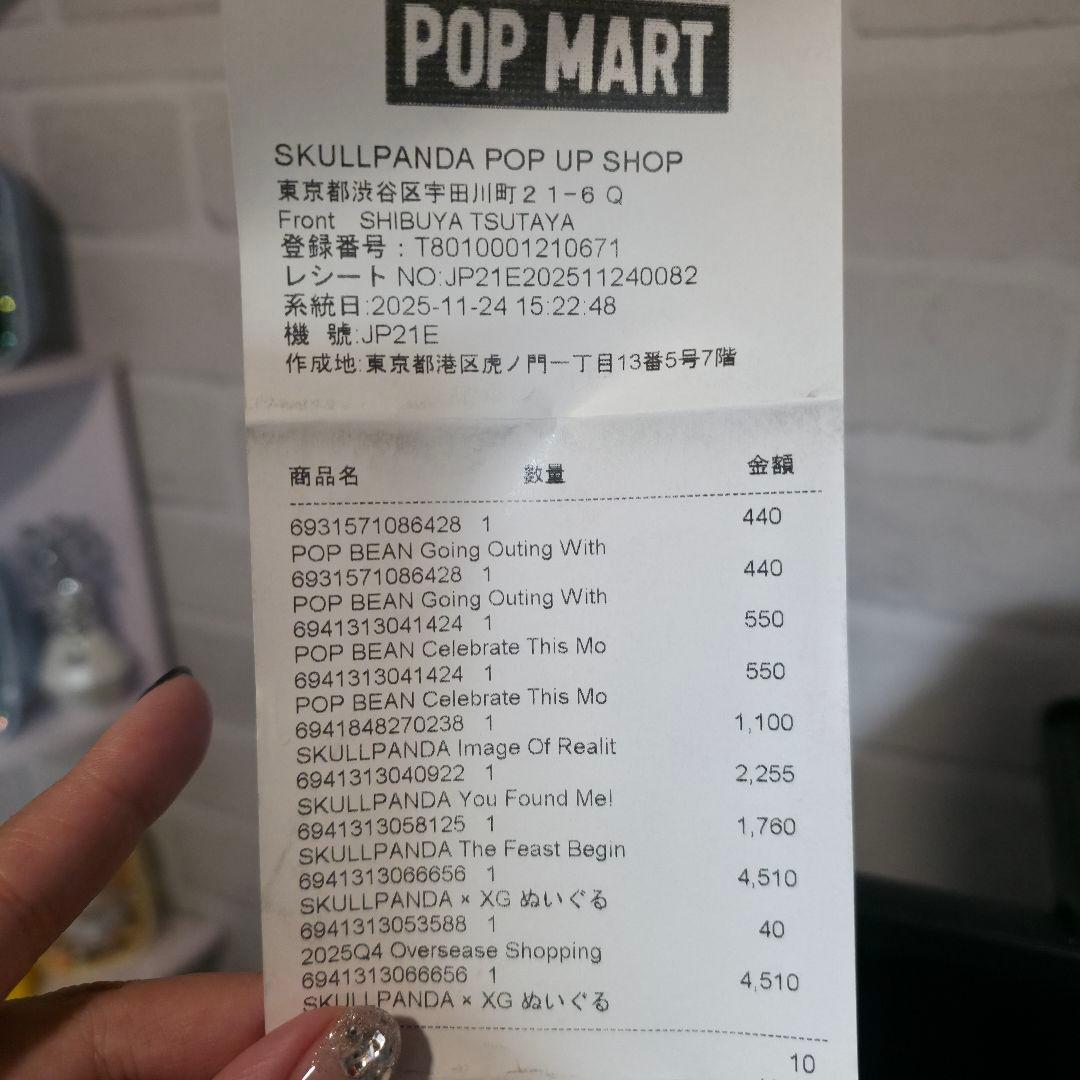 POP MART
SKULLPANDA POP UP SHOP
東京都渋谷区宇田川町21-6 Q
Front SHIBUYA TSUTAYA
登録番号:T8010001210671
レシート NO:JP21E202511240082
系統日:2025-11-24 15:22:48
機 號:JP21E
作成地:東京都港区虎ノ門一丁目13番5号7階
商品名 數量 金額
6931571086428 1 440
POP BEAN Going Outing With
6931571086428 1 440
POP BEAN Going Outing With
6941313041424 1 550
POP BEAN Celebrate This Mo
6941313041424 1 550
POP BEAN Celebrate This Mo
6941848270238 1 1,100
SKULLPANDA Image Of Realit
6941313040922 1 2,255
SKULLPANDA You Found Me!
6941313058125 1 1,760
SKULLPANDA The Feast Begin
6941313066656 1 4,510
SKULLPANDA × XG ぬいぐる
6941313053588 1 40
2025Q4 Oversease Shopping
6941313066656 1 4,510
SKULLPANDA × XG ぬいぐる
10